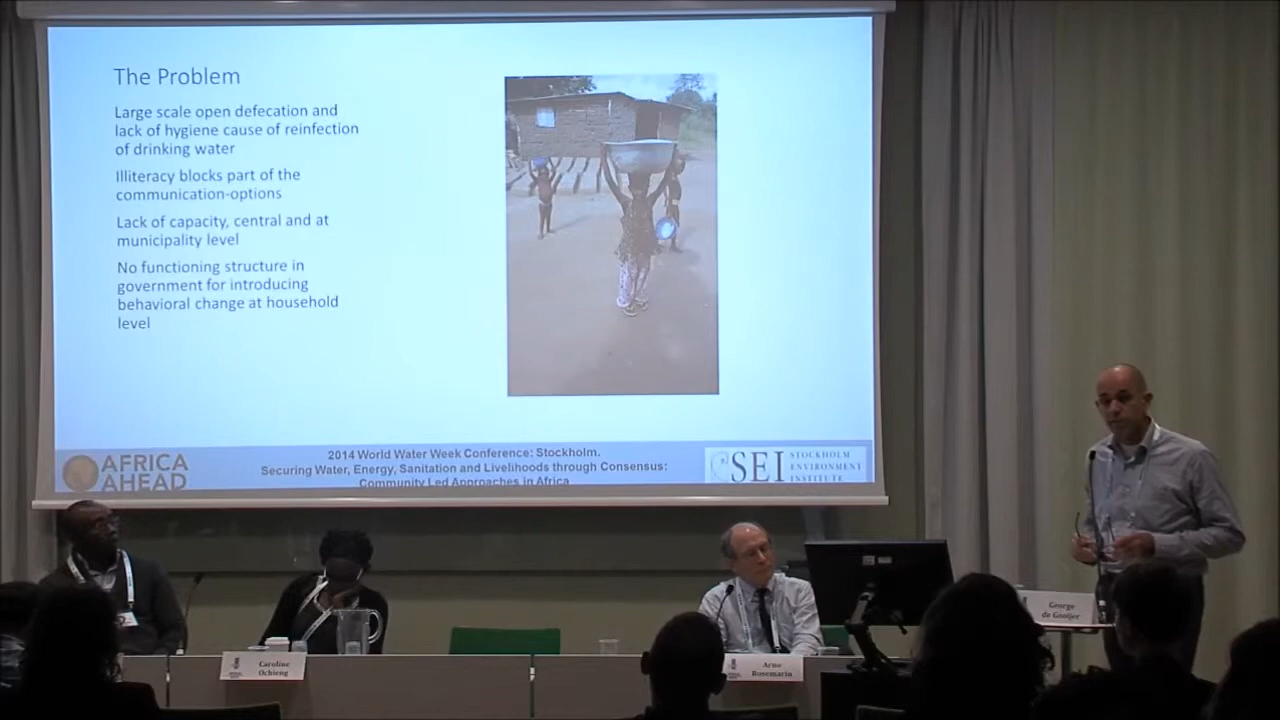 The Problem
Large scale open defecation and
lack of hygiene cause of reinfection
of drinking water
Illiteracy blocks part of the
communication-options
Lack of capacity, central and at
municipality level
No functioning structure in
government for introducing
behavioral change at household
level
AFRICA
AHEAD
2014 World Water Week Conference: Stockholm.
Securing Water, Energy, Sanitation and Livelihoods through Consensus:
Community Led Approaches in Africa
SEI
STOCKHOLM
ENVIRONMENT
INSTITUTE
Caroline
Ochieng
Arno
Rosemarin
George
de Gooijer